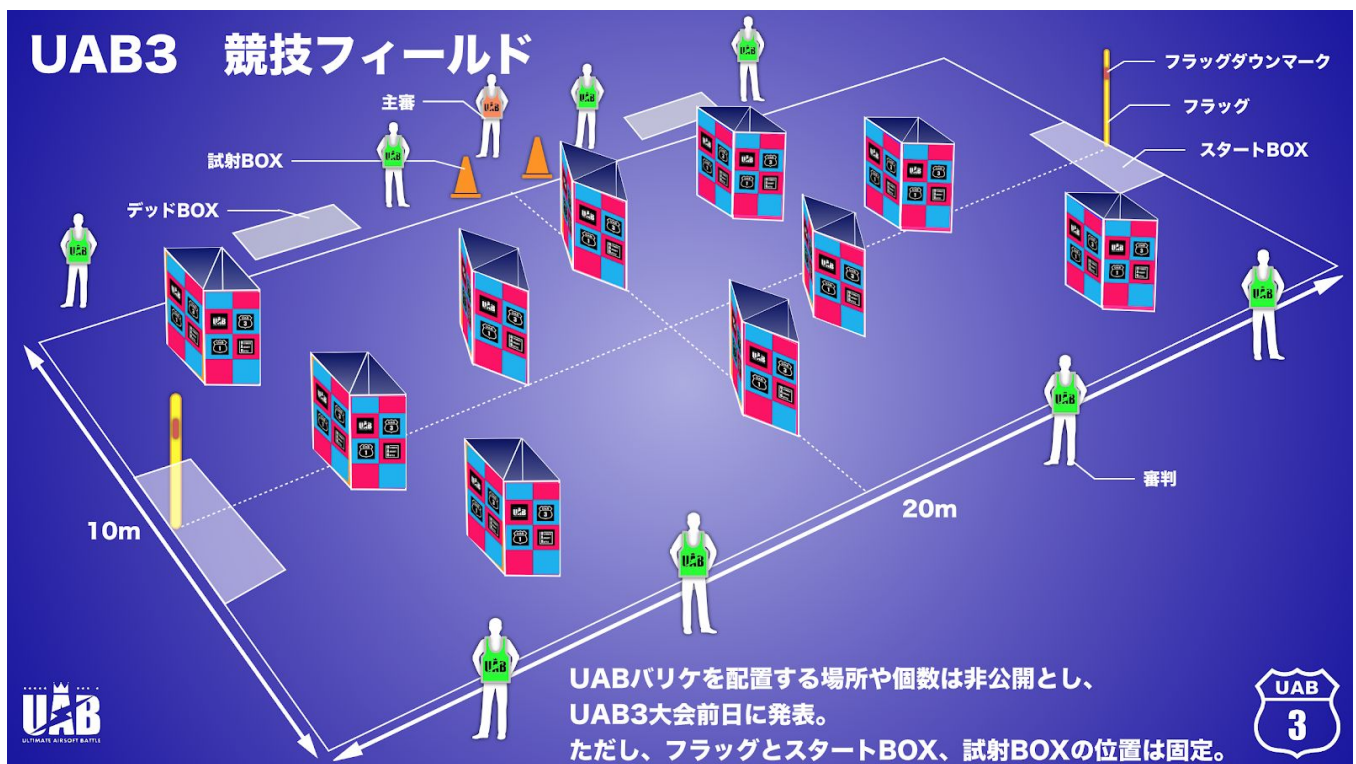 UAB3 競技フィールド
主審
試射BOX
デッドBOX
フラッグダウンマーク
フラッグ
スタートBOX
審判
10m
20m
UABバリケを配置する場所や個数は非公開とし、
UAB3大会前日に発表。
ただし、フラッグとスタートBOX、試射BOXの位置は固定。
UAB
ULTIMATE AIRSOFT BATTLE
UAB
3